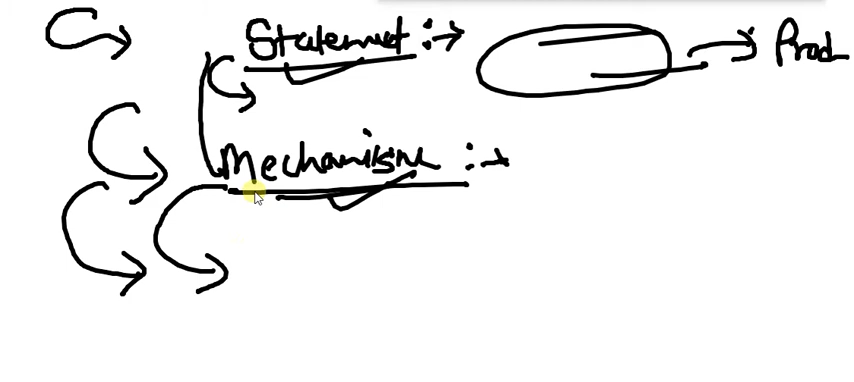 Statement :→ → Prod
Mechanism :→